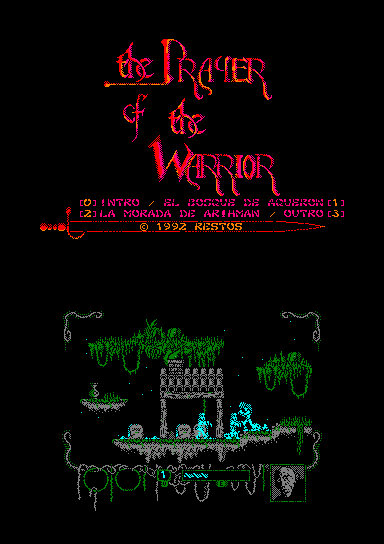 the PRAYER
of the
WARRIOR
[0] INTRO / EL BOSQUE DE AQUERON [1]
[2] LA MORADA DE ARIHMAN / OUTRO [3]
© 1992 RESTOS
1